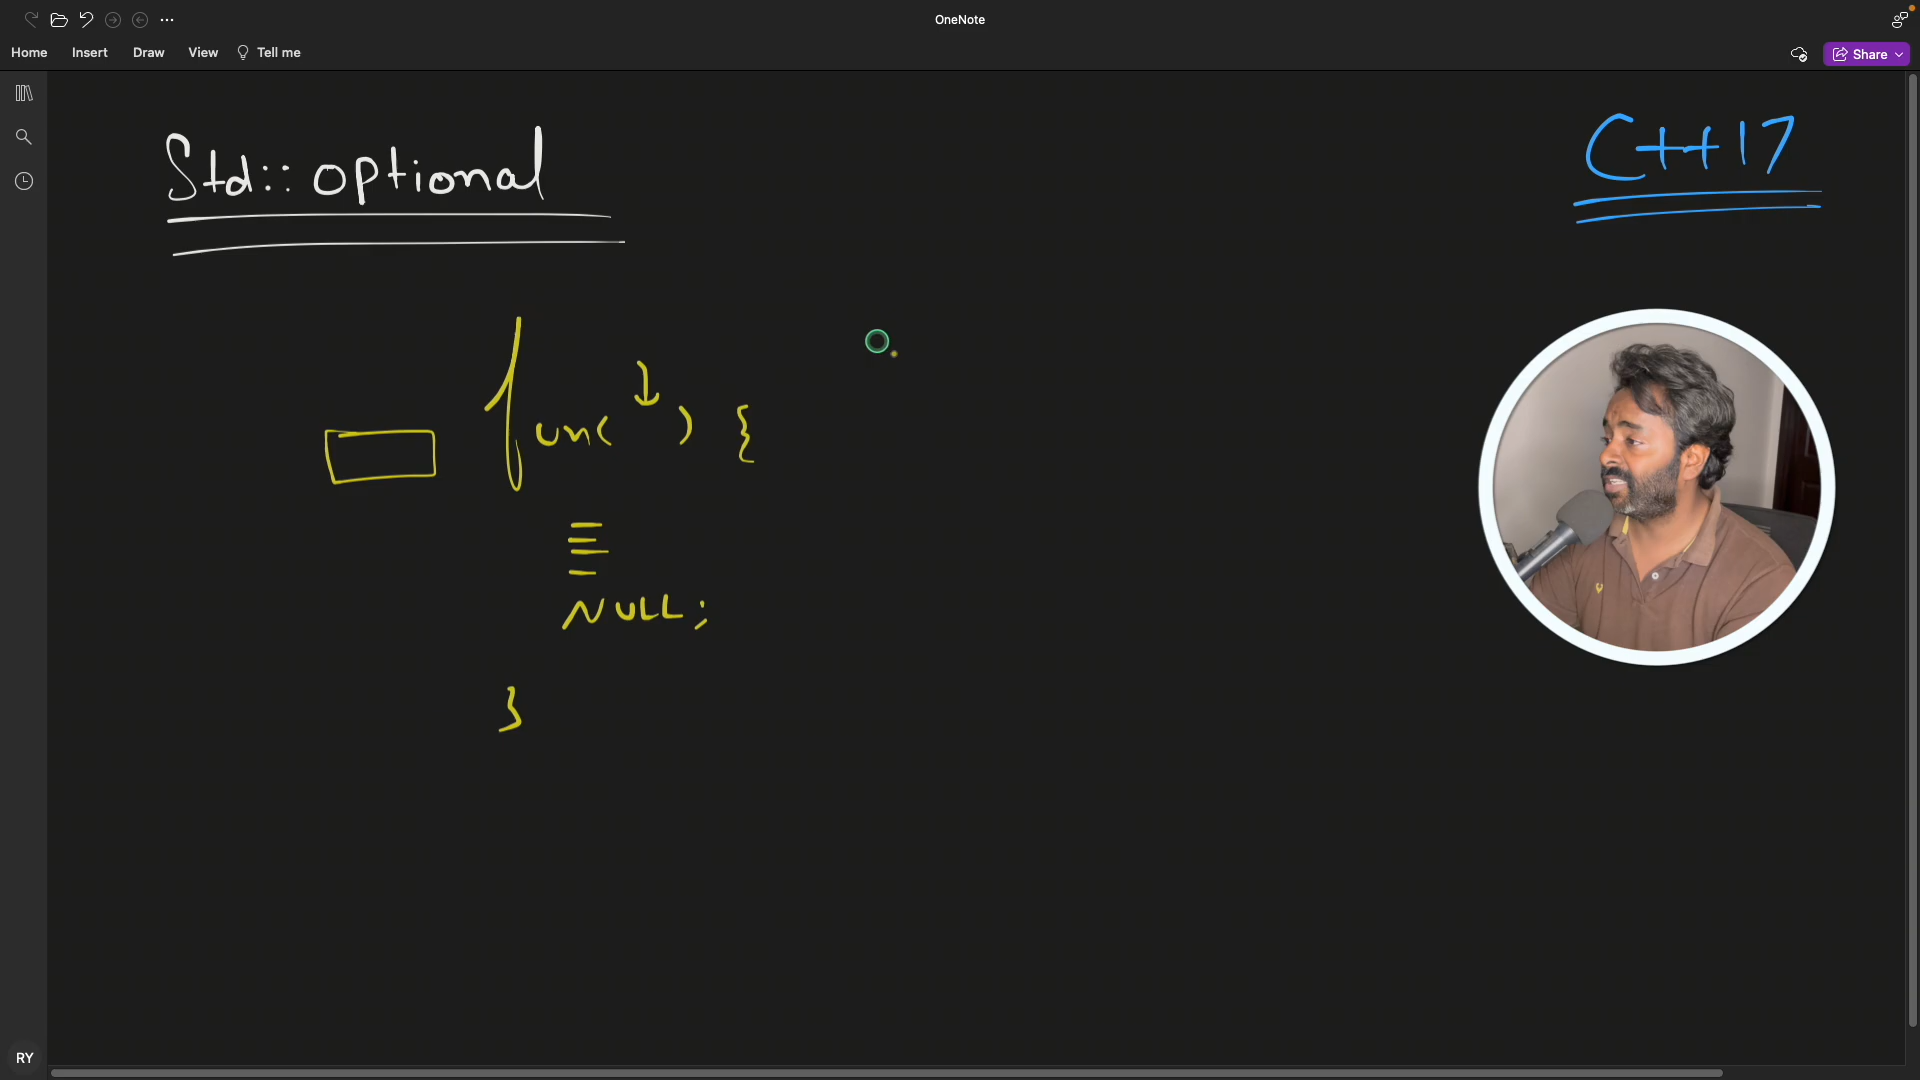 OneNote
Home Insert Draw View Tell me
Share
Std::optional
C++17
func( ) {
NULL;
}
RY